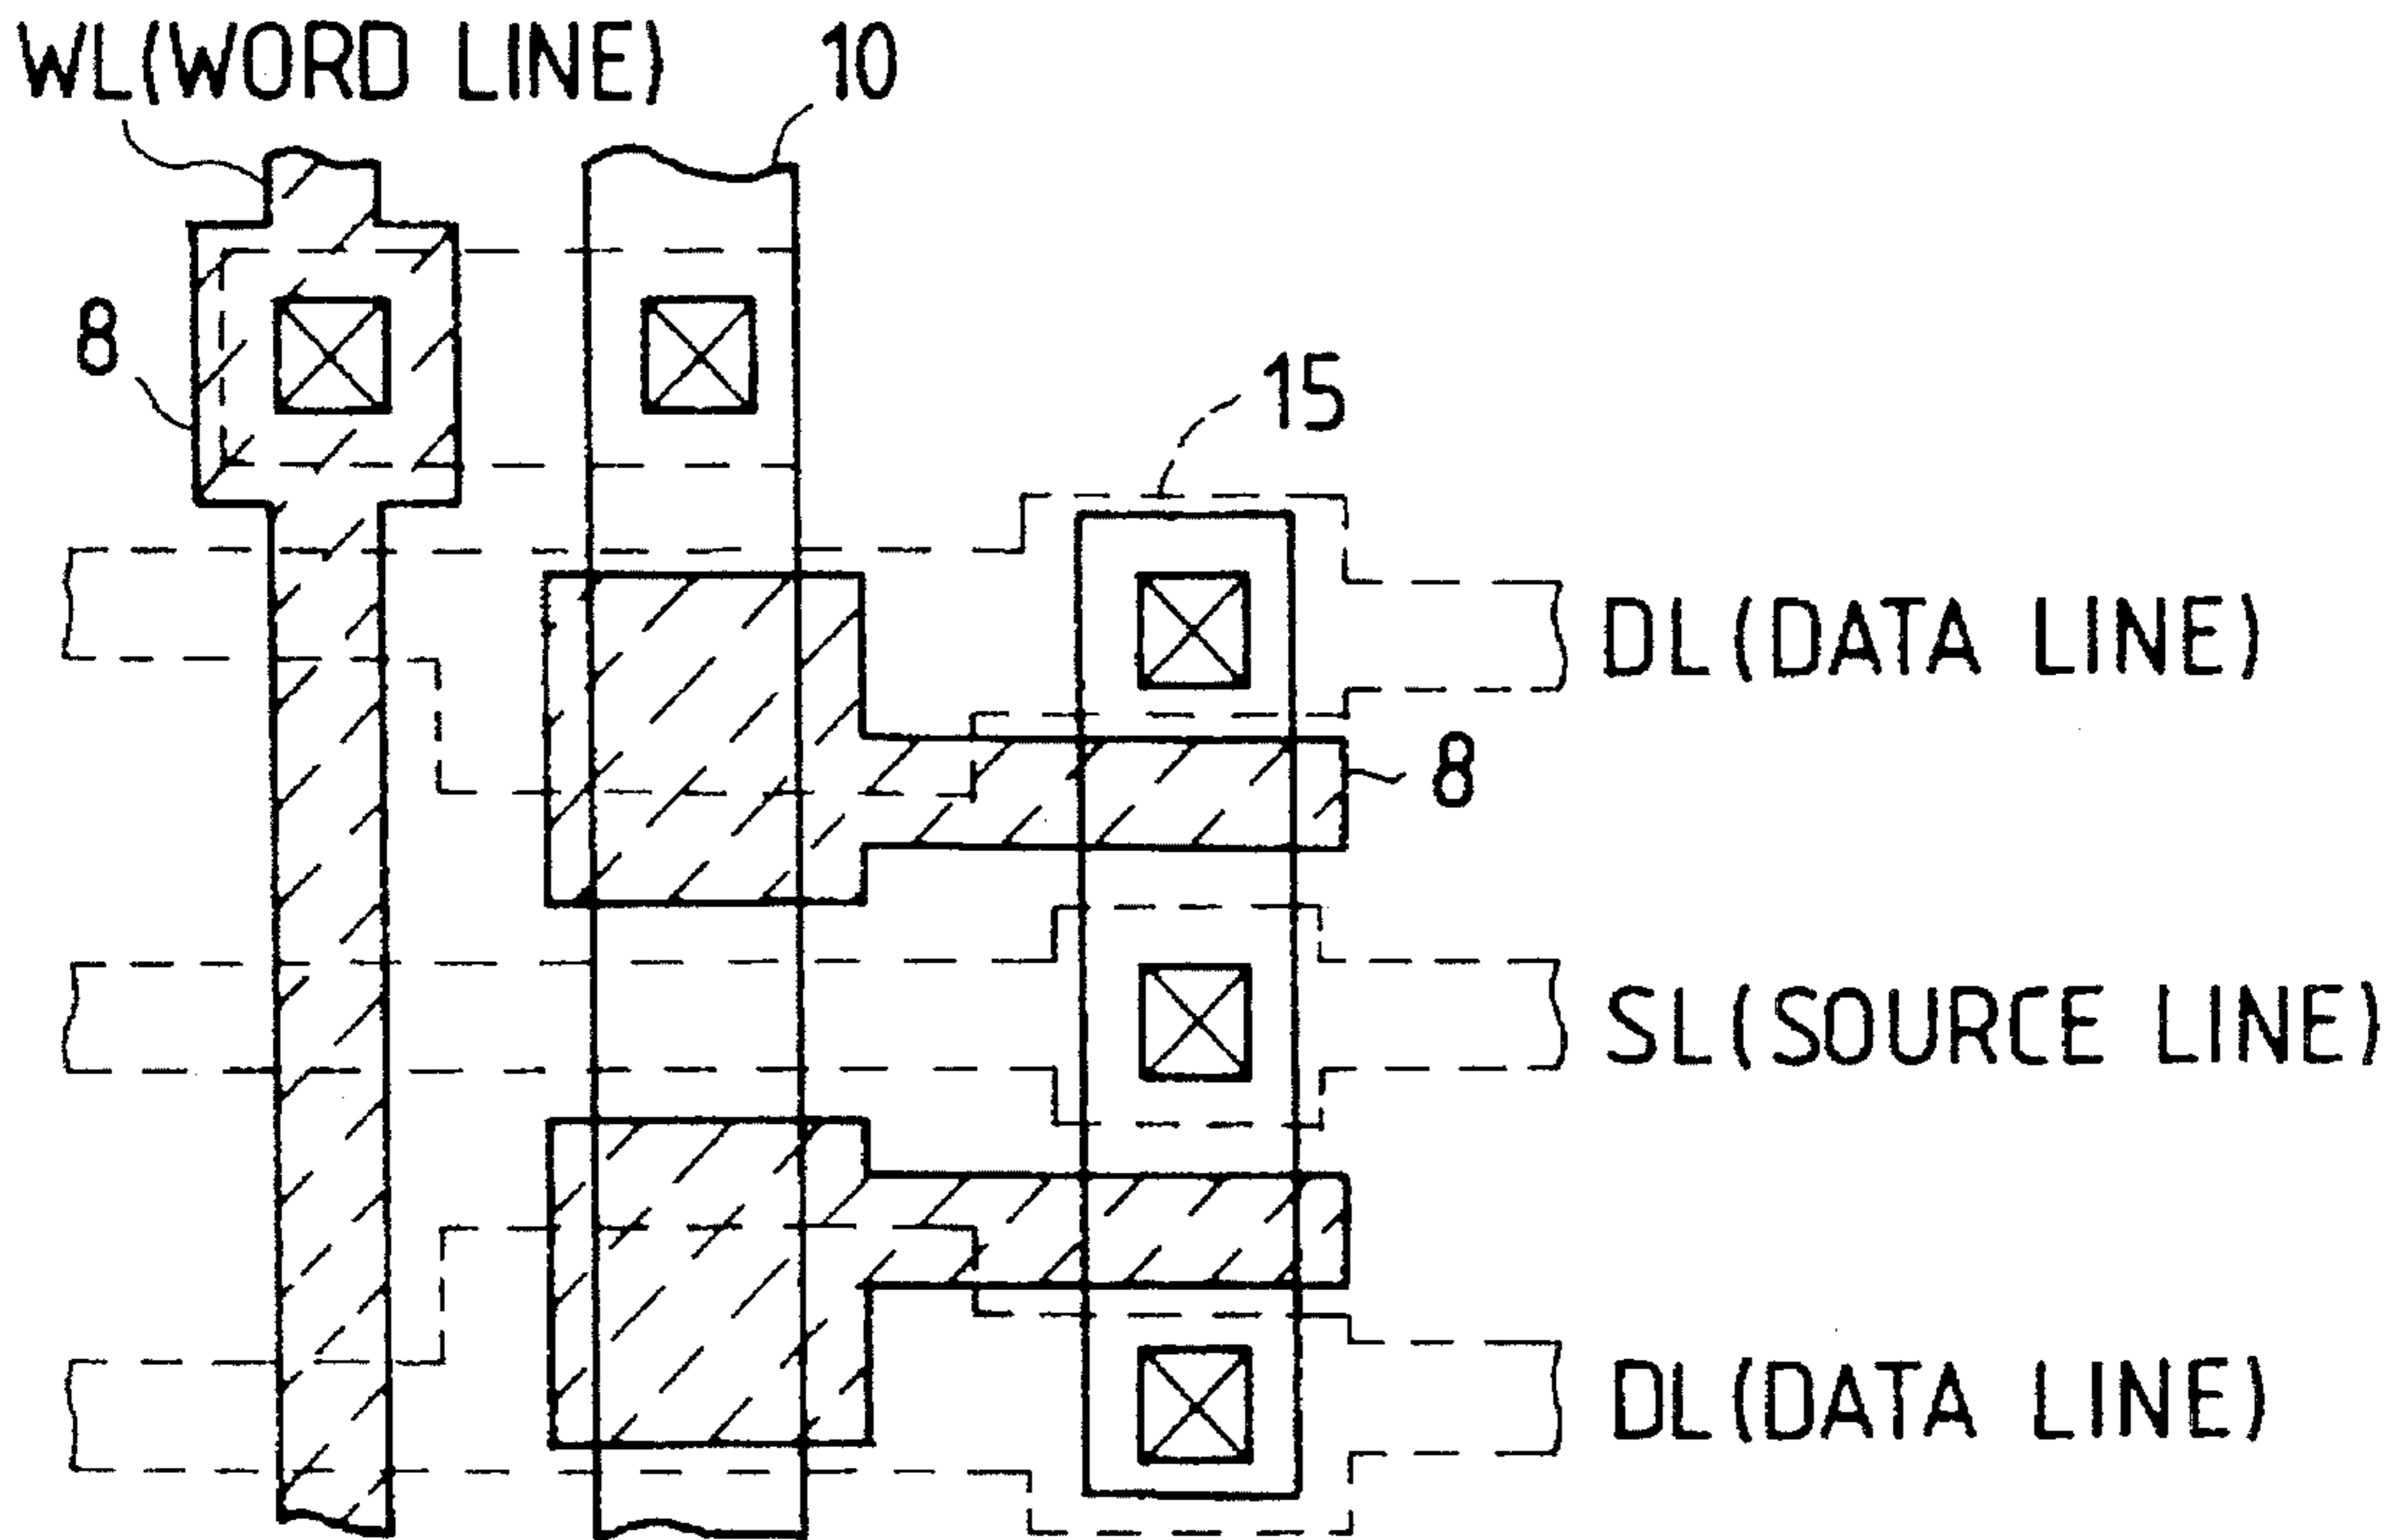 WL(WORD LINE)
10
8
15
DL(DATA LINE)
8
SL(SOURCE LINE)
DL(DATA LINE)